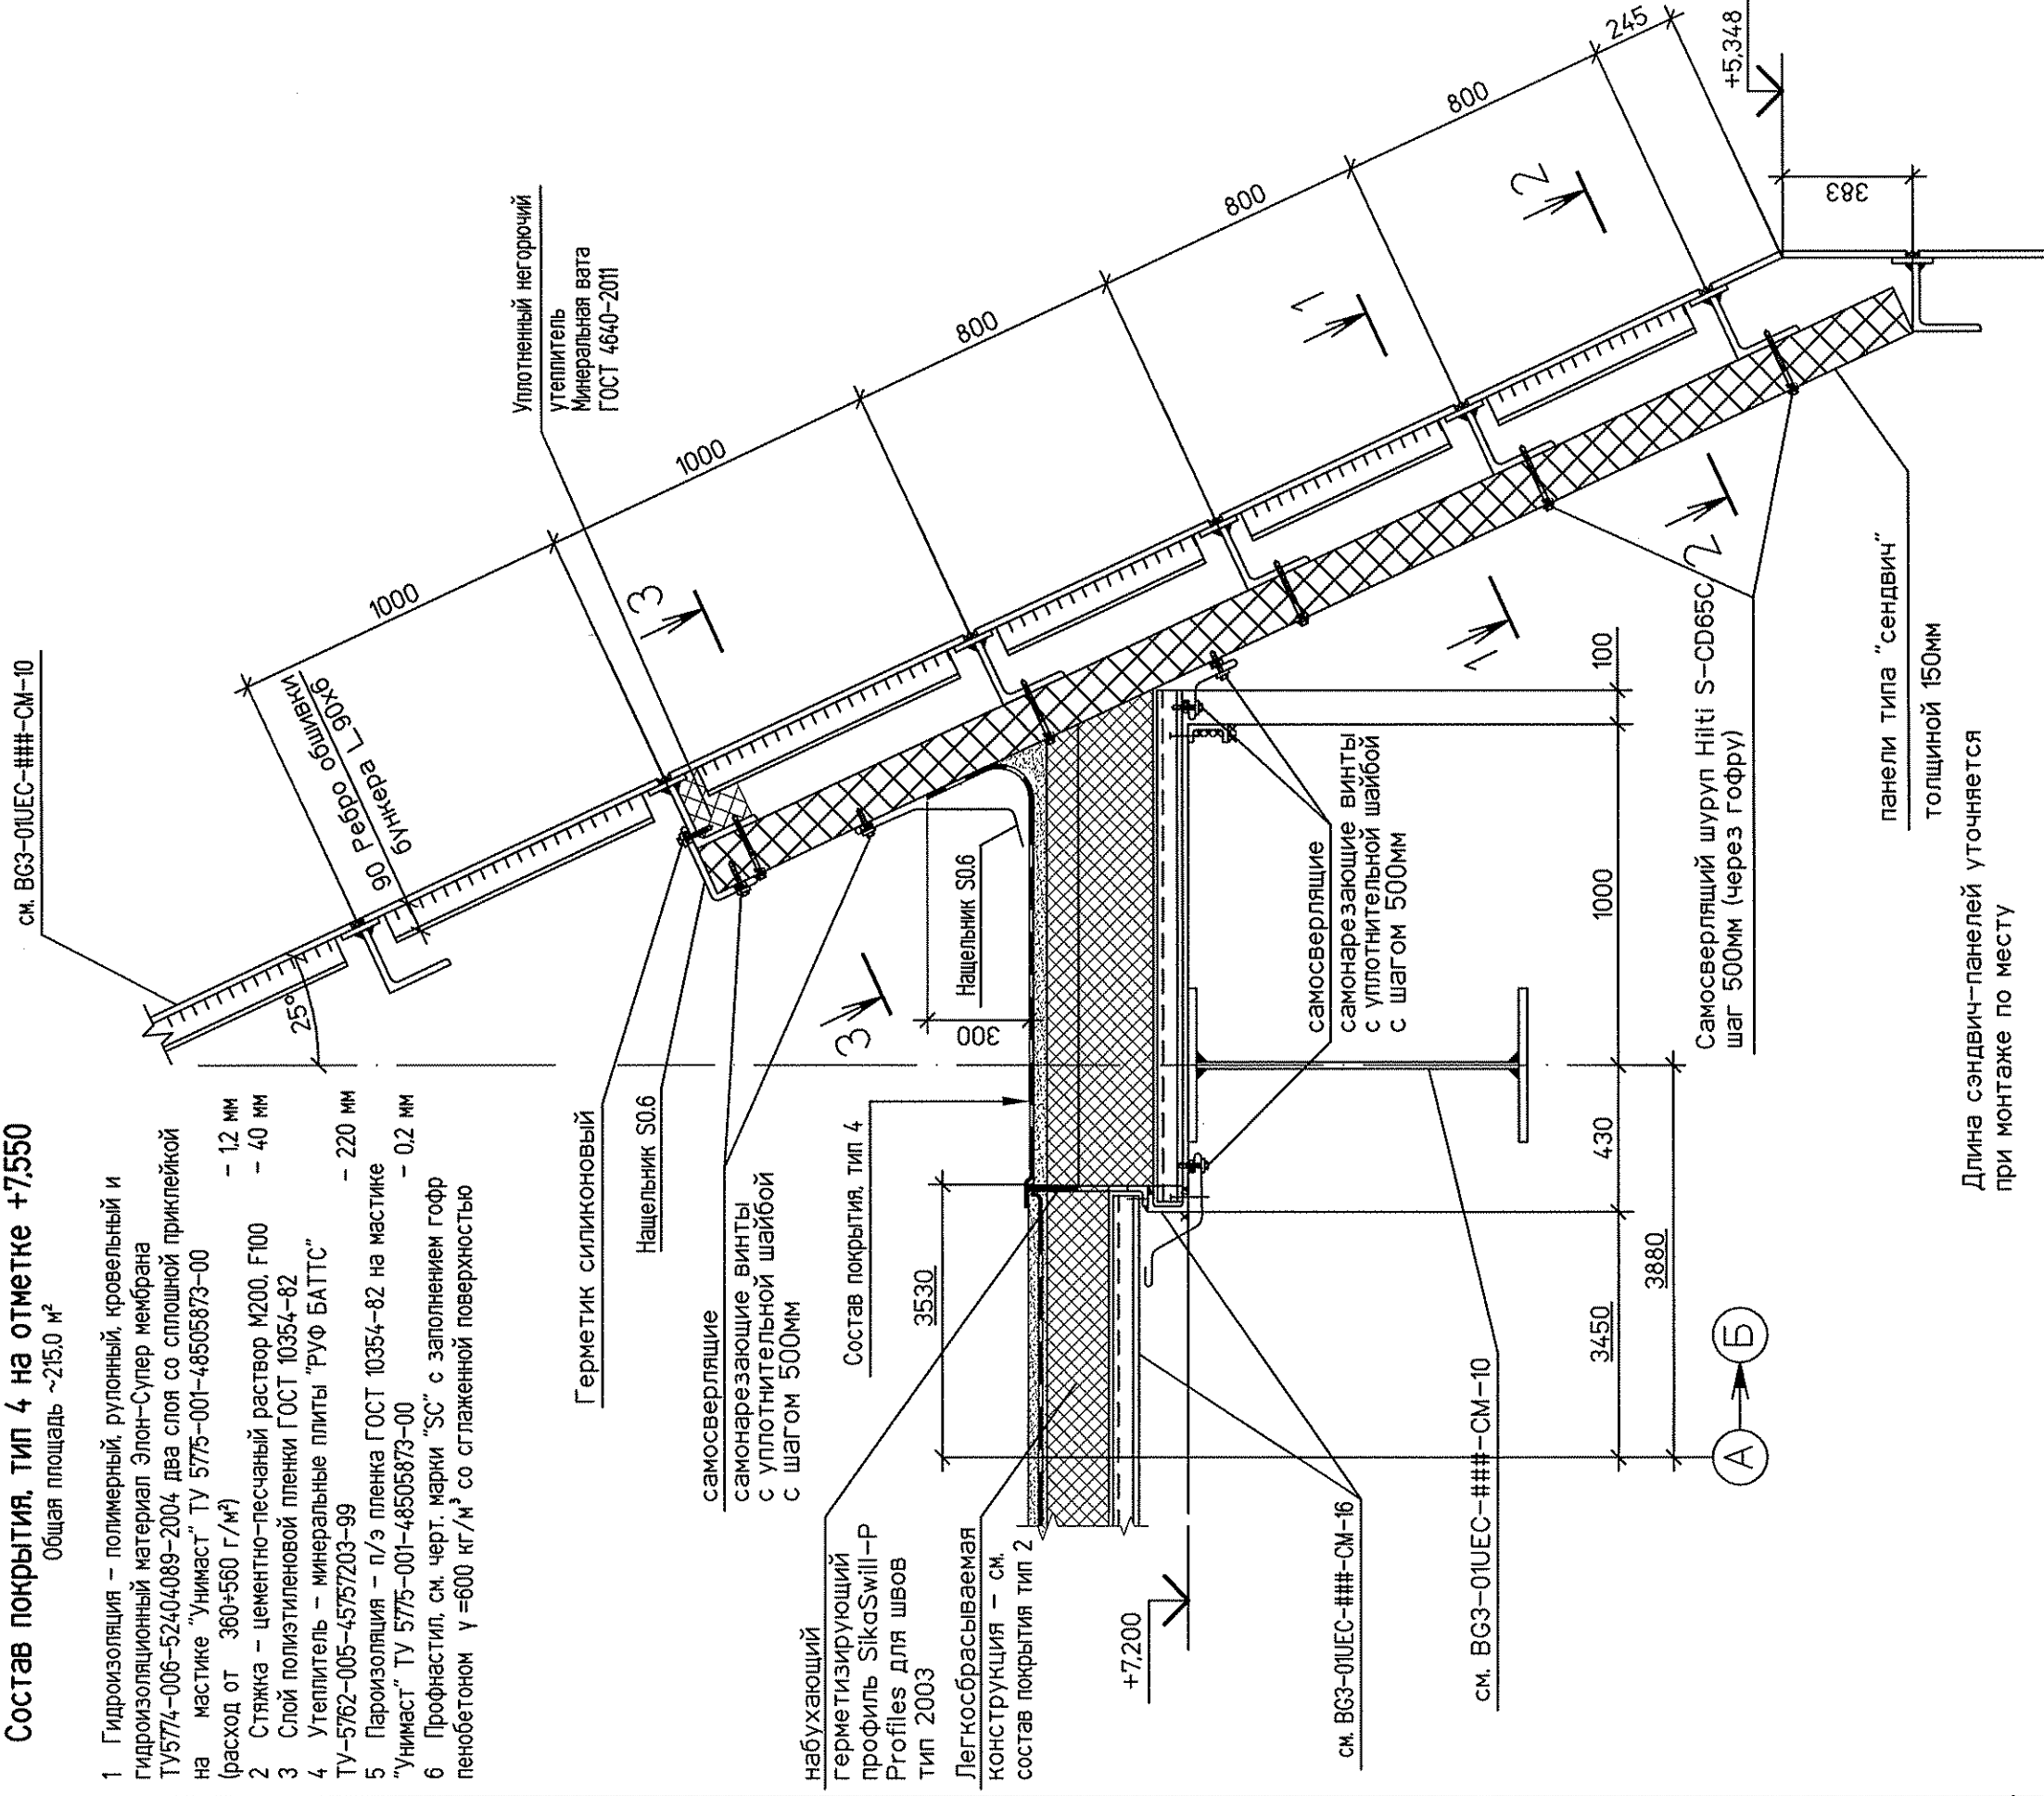 Состав покрытия, тип 4 на отметке +7,550
Общая площадь ~215,0 м²
1 Гидроизоляция – полимерный, рулонный, кровельный и
гидроизоляционный материал Элон-Супер мембрана
ТУ5774-006-52404089-2004 два слоя со сплошной приклейкой
на мастике "Унимаст" ТУ 5775-001-48505873-00
(расход от 360÷560 г/м²) – 1,2 мм
2 Стяжка – цементно-песчаный раствор М200, F100 – 40 мм
3 Слой полиэтиленовой пленки ГОСТ 10354-82
4 Утеплитель – минеральные плиты "РУФ БАТТС"
ТУ-5762-005-45757203-99 – 220 мм
5 Пароизоляция – п/э пленка ГОСТ 10354-82 на мастике
"Унимаст" ТУ 5775-001-48505873-00 – 0,2 мм
6 Профнастил, см. черт. марки "SC" с заполнением гофр
пенобетоном γ=600 кг/м³ со сглаженной поверхностью
см. BG3-01UEC-###-CM-10
25°
90 Ребро обшивки
бункера L 90x6
1000
1000
800
800
800
245
+5,348
383
Уплотненный негорючий
утеплитель
Минеральная вата
ГОСТ 4640-2011
3
3
1
1
2
2
Герметик силиконовый
Нащельник S0.6
самосверлящие
самонарезающие винты
с уплотнительной шайбой
с шагом 500мм
Состав покрытия, тип 4
300
Нащельник S0.6
набухающий
герметизирующий
профиль SikaSwill-P
Profiles для швов
тип 2003
Легкосбрасываемая
конструкция – см.
состав покрытия тип 2
3530
самосверлящие
самонарезающие винты
с уплотнительной шайбой
с шагом 500мм
+7,200
см. BG3-01UEC-###-CM-16
см. BG3-01UEC-###-CM-10
3450
430
1000
100
3880
А
Б
Самосверлящий шуруп Hilti S-CD65C
шаг 500мм (через гофру)
панели типа "сендвич"
толщиной 150мм
Длина сэндвич-панелей уточняется
при монтаже по месту